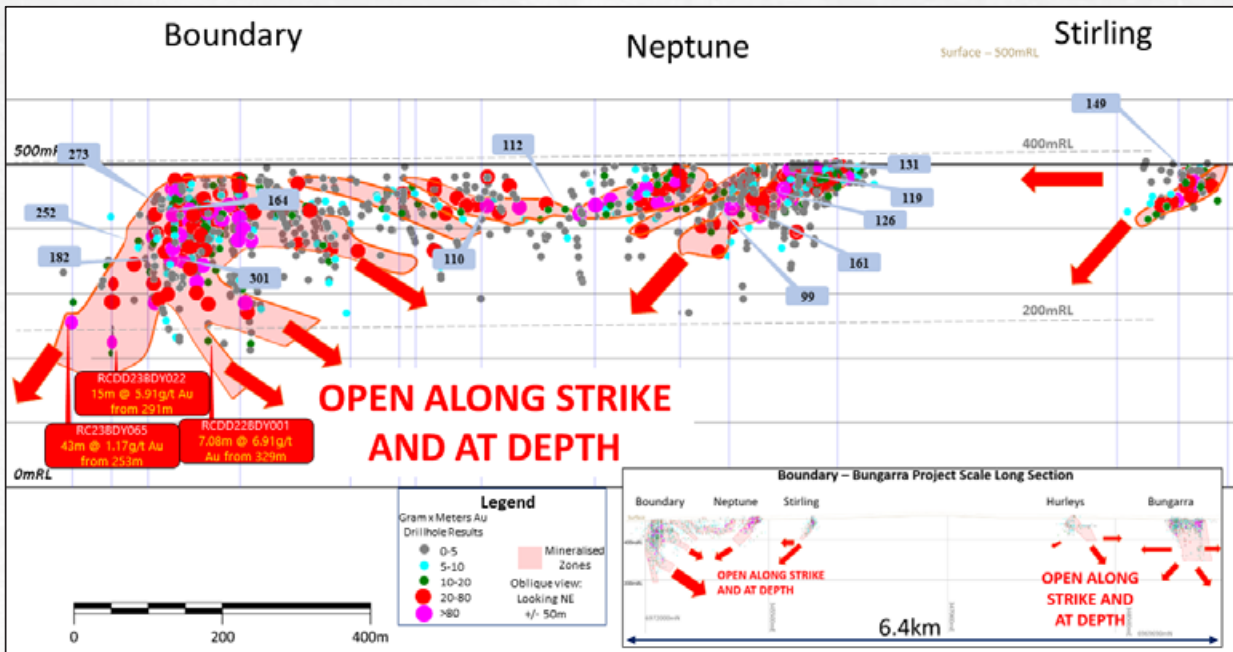 Boundary
Neptune
Stirling
Surface – 500mRL
149
500mRL
273
112
400mRL
131
164
119
252
126
182
301
110
161
99
200mRL
RCDD23BDY022
15m @ 5.91g/t Au
from 291m
RC23BDY065
43m @ 1.17g/t Au
from 253m
RCDD22BDY001
7.08m @ 6.91g/t
Au from 329m
OPEN ALONG STRIKE
AND AT DEPTH
0mRL
Legend
Gram x Meters Au
Drillhole Results
0-5
5-10
10-20
20-80
>80
Mineralised
Zones
Oblique view:
Looking NE
+/- 50m
0
200
400m
Boundary – Bungarra Project Scale Long Section
Boundary
Neptune
Stirling
Hurleys
Bungarra
OPEN ALONG STRIKE
AND AT DEPTH
OPEN ALONG
STRIKE AND
AT DEPTH
6.4km